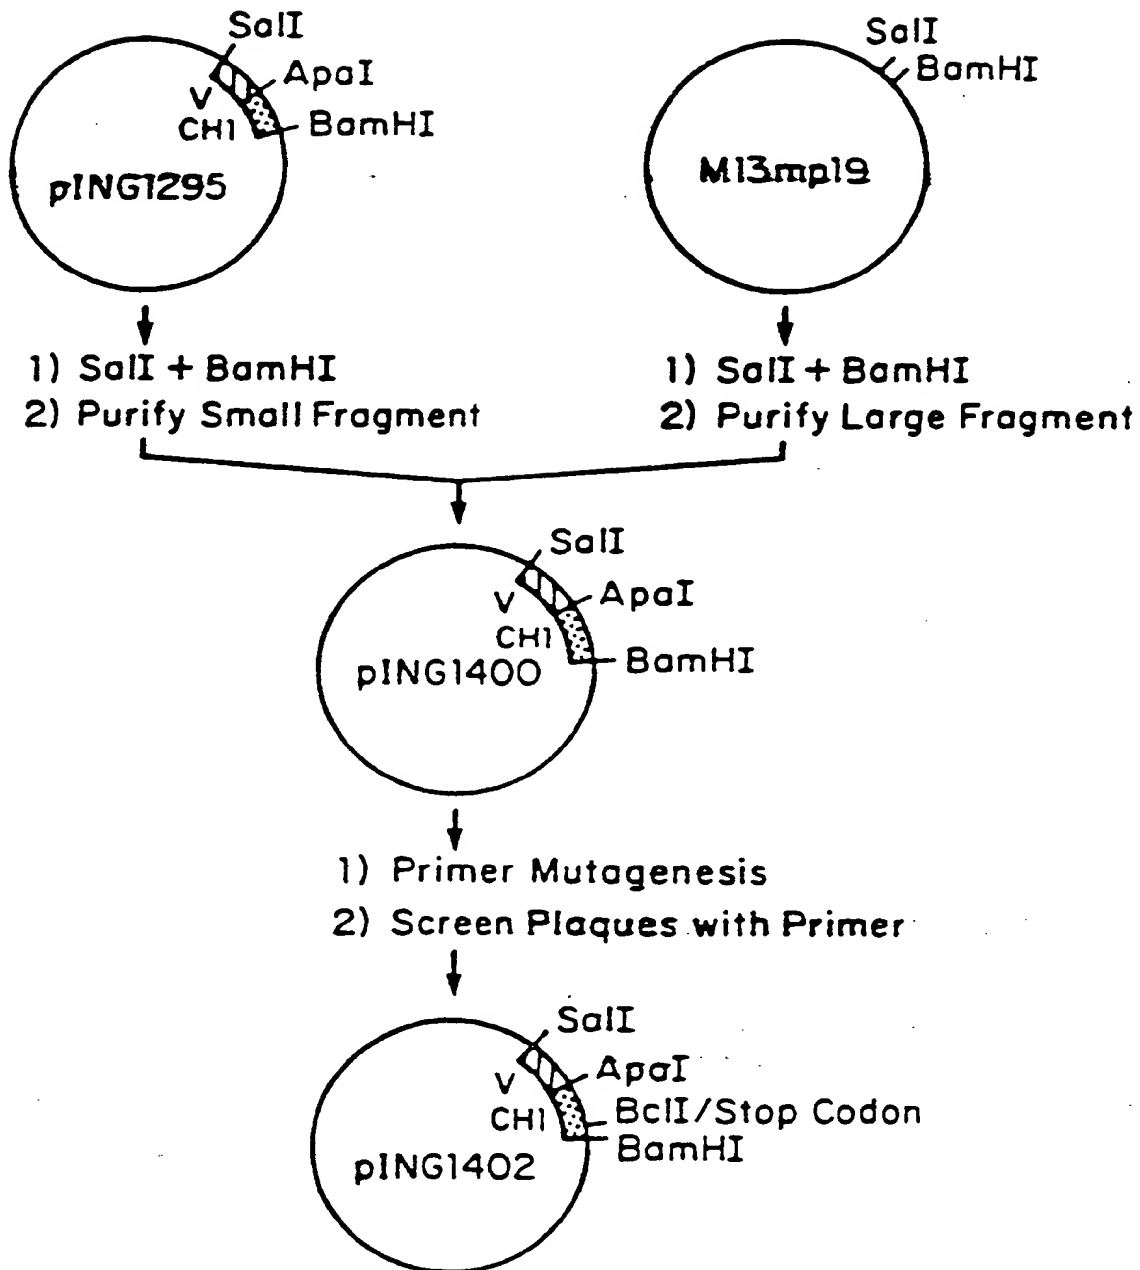 SalI
ApaI
V
CH1
BamHI
pING1295
SalI
BamHI
M13mp19
1) SalI + BamHI
2) Purify Small Fragment
1) SalI + BamHI
2) Purify Large Fragment
SalI
ApaI
V
CH1
BamHI
pING1400
1) Primer Mutagenesis
2) Screen Plaques with Primer
SalI
ApaI
V
BclI/Stop Codon
CH1
BamHI
pING1402